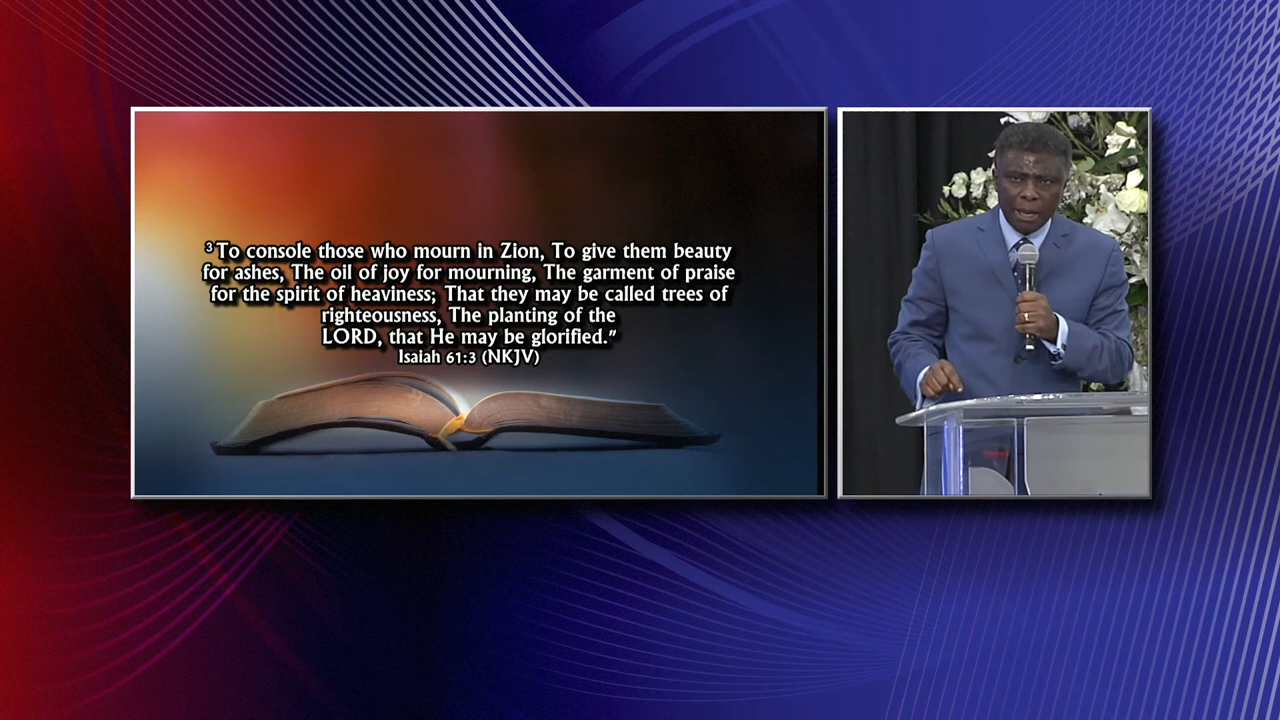 ³To console those who mourn in Zion, To give them beauty
for ashes, The oil of joy for mourning, The garment of praise
for the spirit of heaviness; That they may be called trees of
righteousness, The planting of the
LORD, that He may be glorified.”
Isaiah 61:3 (NKJV)